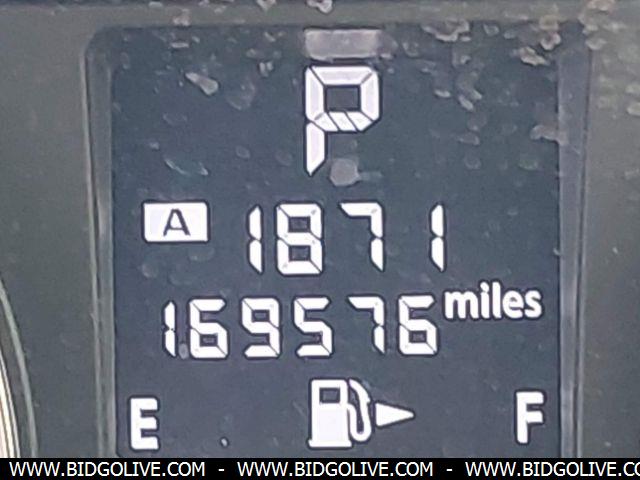 P
A 1871
169576 miles
E F
WWW.BIDGOLIVE.COM - WWW.BIDGOLIVE.COM - WWW.BIDGOLIVE.CO